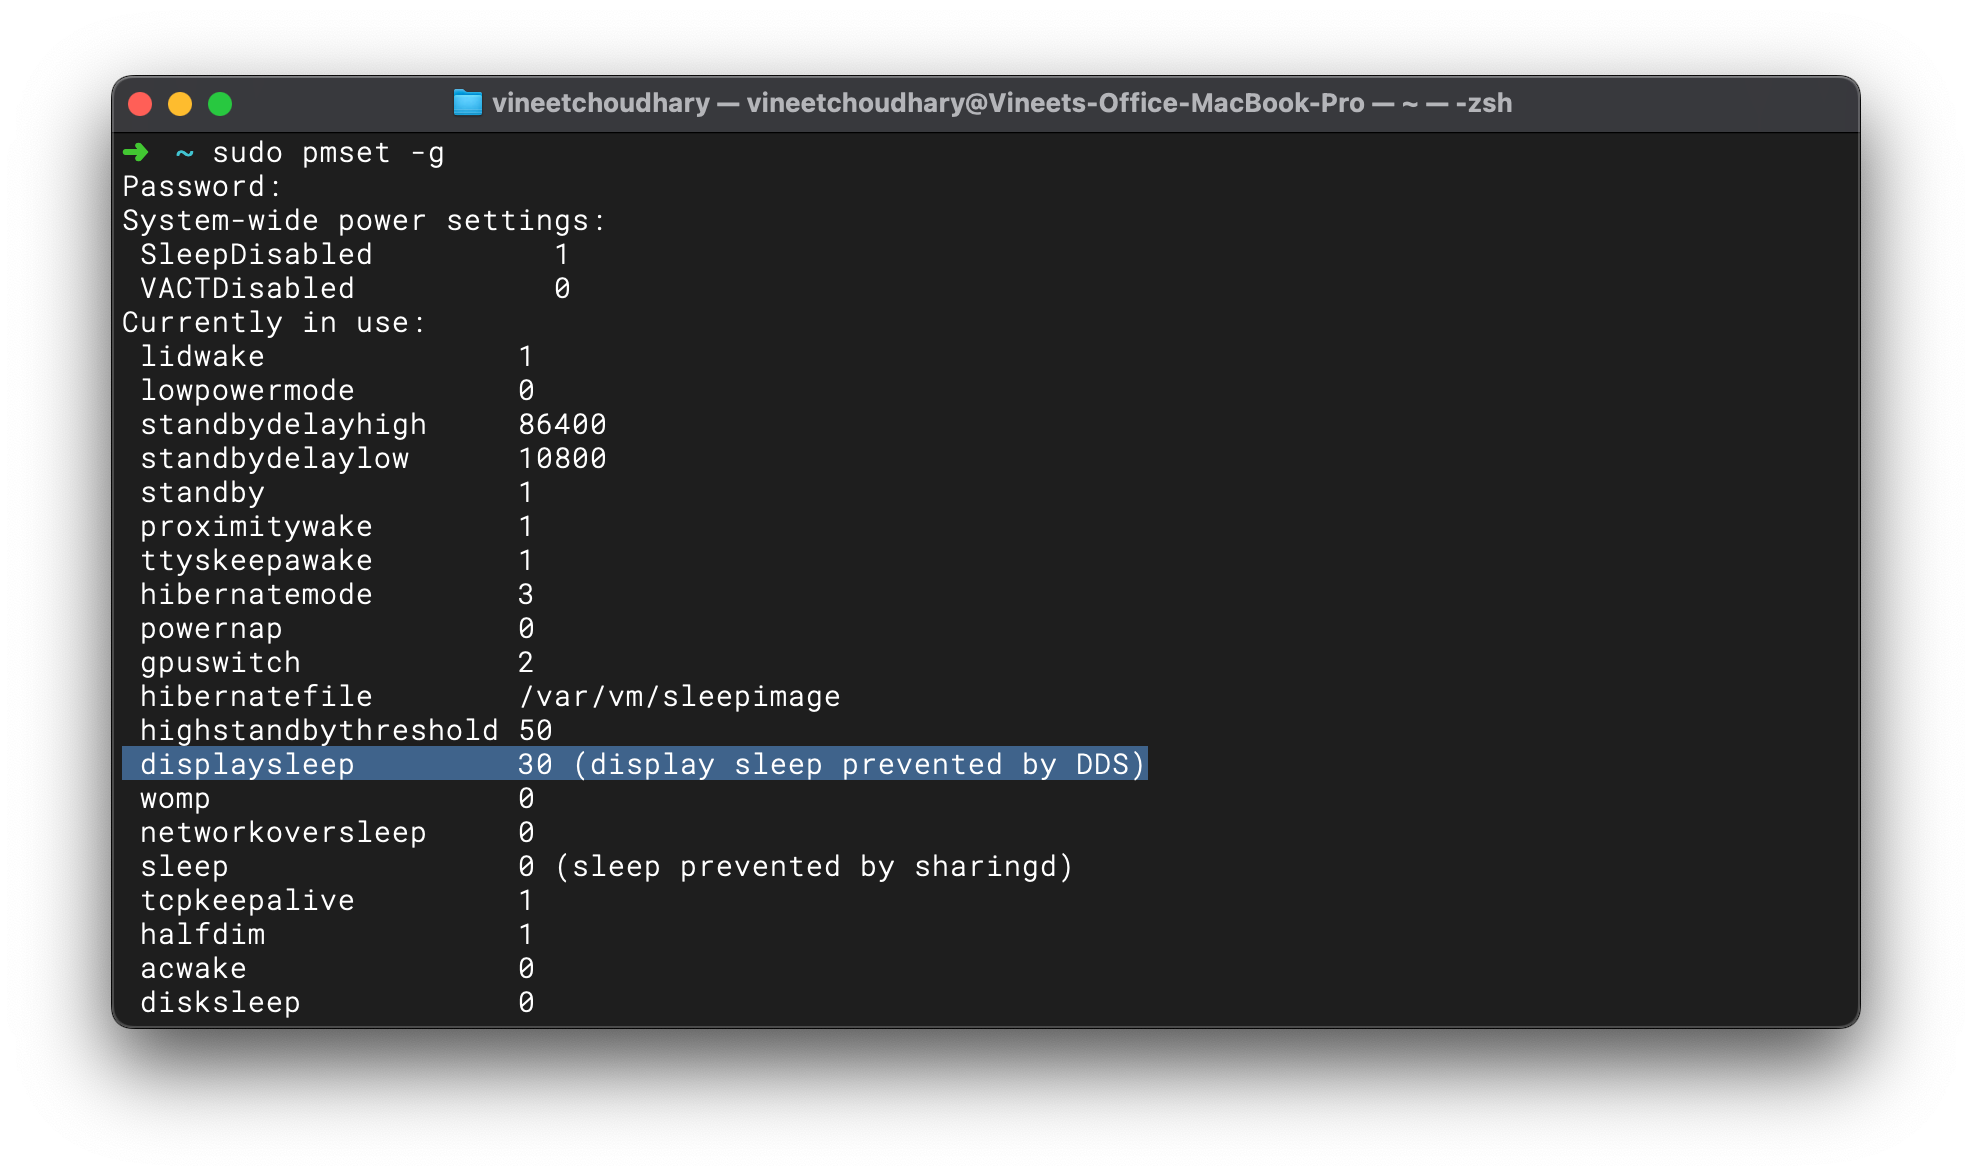 vineetchoudhary — vineetchoudhary@Vineets-Office-MacBook-Pro — ~ — -zsh
➜  ~ sudo pmset -g
Password:
System-wide power settings:
 SleepDisabled          1
 VACTDisabled           0
Currently in use:
 lidwake              1
 lowpowermode         0
 standbydelayhigh     86400
 standbydelaylow      10800
 standby              1
 proximitywake        1
 ttyskeepawake        1
 hibernatemode        3
 powernap             0
 gpuswitch            2
 hibernatefile        /var/vm/sleepimage
 highstandbythreshold 50
 displaysleep         30 (display sleep prevented by DDS)
 womp                 0
 networkoversleep     0
 sleep                0 (sleep prevented by sharingd)
 tcpkeepalive         1
 halfdim              1
 acwake               0
 disksleep            0